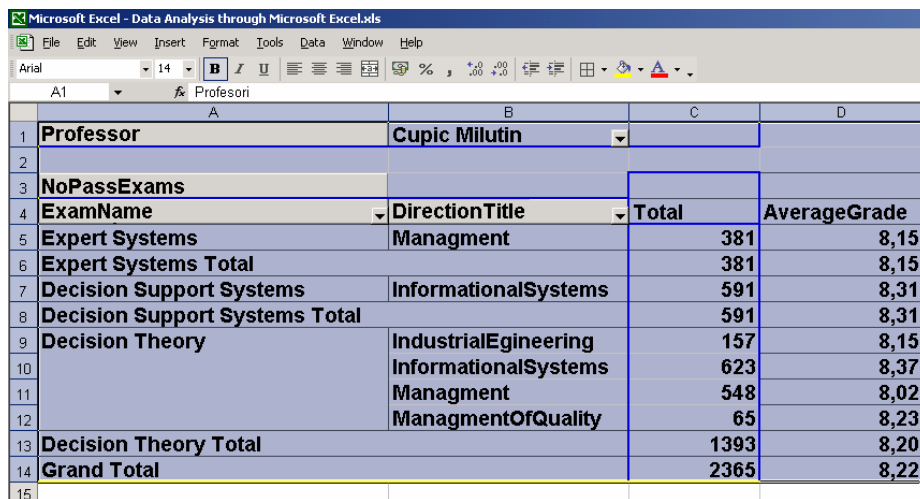 Microsoft Excel - Data Analysis through Microsoft Excel.xls
File Edit View Insert Format Tools Data Window Help
Arial 14 B I U % ,
A1 fx Profesori
A B C D
1 Professor Cupic Milutin
2
3 NoPassExams
4 ExamName DirectionTitle Total AverageGrade
5 Expert Systems Managment 381 8,15
6 Expert Systems Total 381 8,15
7 Decision Support Systems InformationalSystems 591 8,31
8 Decision Support Systems Total 591 8,31
9 Decision Theory IndustrialEgineering 157 8,15
10 InformationalSystems 623 8,37
11 Managment 548 8,02
12 ManagmentOfQuality 65 8,23
13 Decision Theory Total 1393 8,20
14 Grand Total 2365 8,22
15